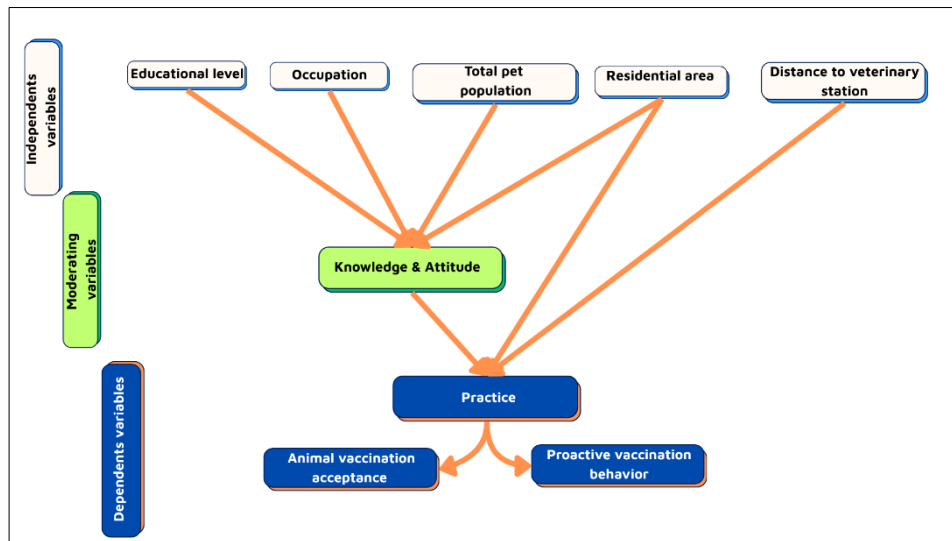 Independents
variables
Educational level
Occupation
Total pet
population
Residential area
Distance to veterinary
station
Moderating
variables
Knowledge & Attitude
Dependents variables
Practice
Animal vaccination
acceptance
Proactive vaccination
behavior